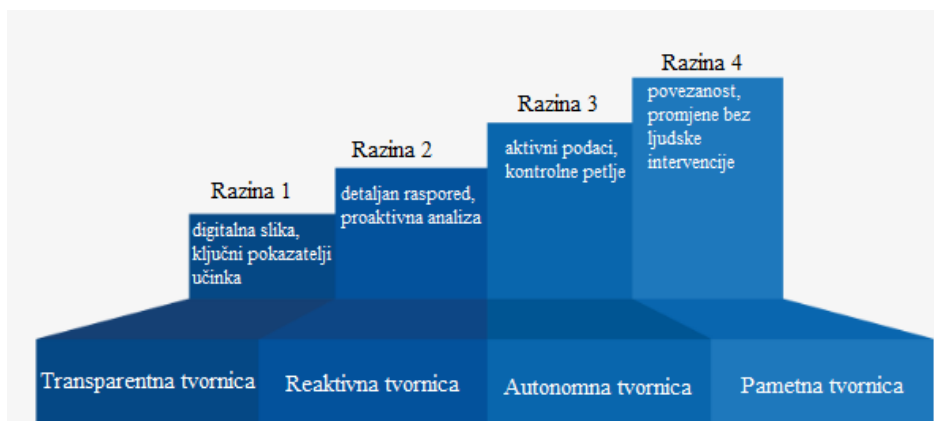 Razina 1
digitalna slika,
ključni pokazatelji
učinka
Razina 2
detaljan raspored,
proaktivna analiza
Razina 3
aktivni podaci,
kontrolne petlje
Razina 4
povezanost,
promjene bez
ljudske
intervencije
Transparentna tvornica
Reaktivna tvornica
Autonomna tvornica
Pametna tvornica